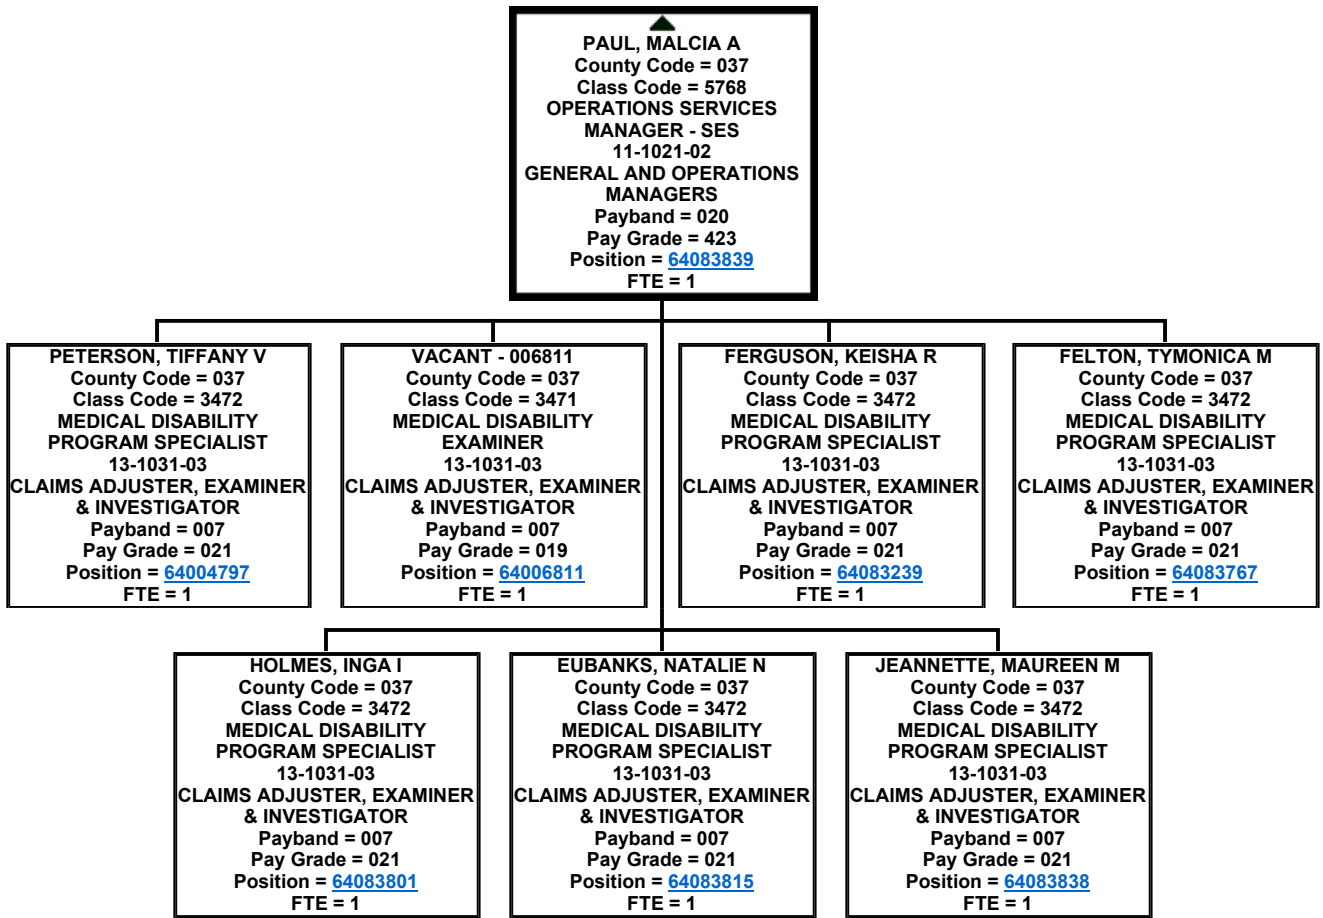 PAUL, MALCIA A
County Code = 037
Class Code = 5768
OPERATIONS SERVICES
MANAGER - SES
11-1021-02
GENERAL AND OPERATIONS
MANAGERS
Payband = 020
Pay Grade = 423
Position = 64083839
FTE = 1
PETERSON, TIFFANY V
County Code = 037
Class Code = 3472
MEDICAL DISABILITY
PROGRAM SPECIALIST
13-1031-03
CLAIMS ADJUSTER, EXAMINER
& INVESTIGATOR
Payband = 007
Pay Grade = 021
Position = 64004797
FTE = 1
VACANT - 006811
County Code = 037
Class Code = 3471
MEDICAL DISABILITY
EXAMINER
13-1031-03
CLAIMS ADJUSTER, EXAMINER
& INVESTIGATOR
Payband = 007
Pay Grade = 019
Position = 64006811
FTE = 1
FERGUSON, KEISHA R
County Code = 037
Class Code = 3472
MEDICAL DISABILITY
PROGRAM SPECIALIST
13-1031-03
CLAIMS ADJUSTER, EXAMINER
& INVESTIGATOR
Payband = 007
Pay Grade = 021
Position = 64083239
FTE = 1
FELTON, TYMONICA M
County Code = 037
Class Code = 3472
MEDICAL DISABILITY
PROGRAM SPECIALIST
13-1031-03
CLAIMS ADJUSTER, EXAMINER
& INVESTIGATOR
Payband = 007
Pay Grade = 021
Position = 64083767
FTE = 1
HOLMES, INGA I
County Code = 037
Class Code = 3472
MEDICAL DISABILITY
PROGRAM SPECIALIST
13-1031-03
CLAIMS ADJUSTER, EXAMINER
& INVESTIGATOR
Payband = 007
Pay Grade = 021
Position = 64083801
FTE = 1
EUBANKS, NATALIE N
County Code = 037
Class Code = 3472
MEDICAL DISABILITY
PROGRAM SPECIALIST
13-1031-03
CLAIMS ADJUSTER, EXAMINER
& INVESTIGATOR
Payband = 007
Pay Grade = 021
Position = 64083815
FTE = 1
JEANNETTE, MAUREEN M
County Code = 037
Class Code = 3472
MEDICAL DISABILITY
PROGRAM SPECIALIST
13-1031-03
CLAIMS ADJUSTER, EXAMINER
& INVESTIGATOR
Payband = 007
Pay Grade = 021
Position = 64083838
FTE = 1